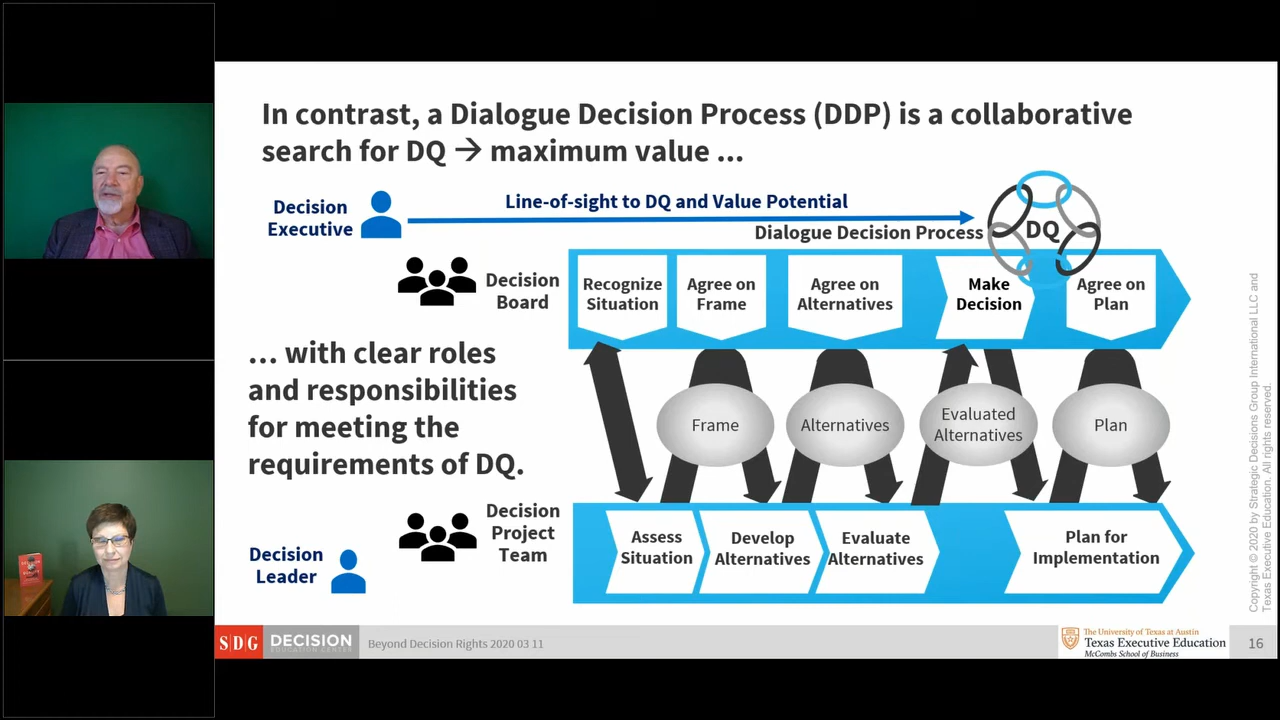 In contrast, a Dialogue Decision Process (DDP) is a collaborative
search for DQ → maximum value ...
Decision
Executive
Line-of-sight to DQ and Value Potential
Dialogue Decision Process
DQ
Decision
Board
Recognize
Situation
Agree on
Frame
Agree on
Alternatives
Make
Decision
Agree on
Plan
... with clear roles
and responsibilities
for meeting the
requirements of DQ.
Frame
Alternatives
Evaluated
Alternatives
Plan
Decision
Project
Team
Decision
Leader
Assess
Situation
Develop
Alternatives
Evaluate
Alternatives
Plan for
Implementation
Copyright © 2020 by Strategic Decisions Group International LLC and
Texas Executive Education. All rights reserved.
S|D|G
DECISION
EDUCATION CENTER
Beyond Decision Rights 2020 03 11
The University of Texas at Austin
Texas Executive Education
McCombs School of Business
16